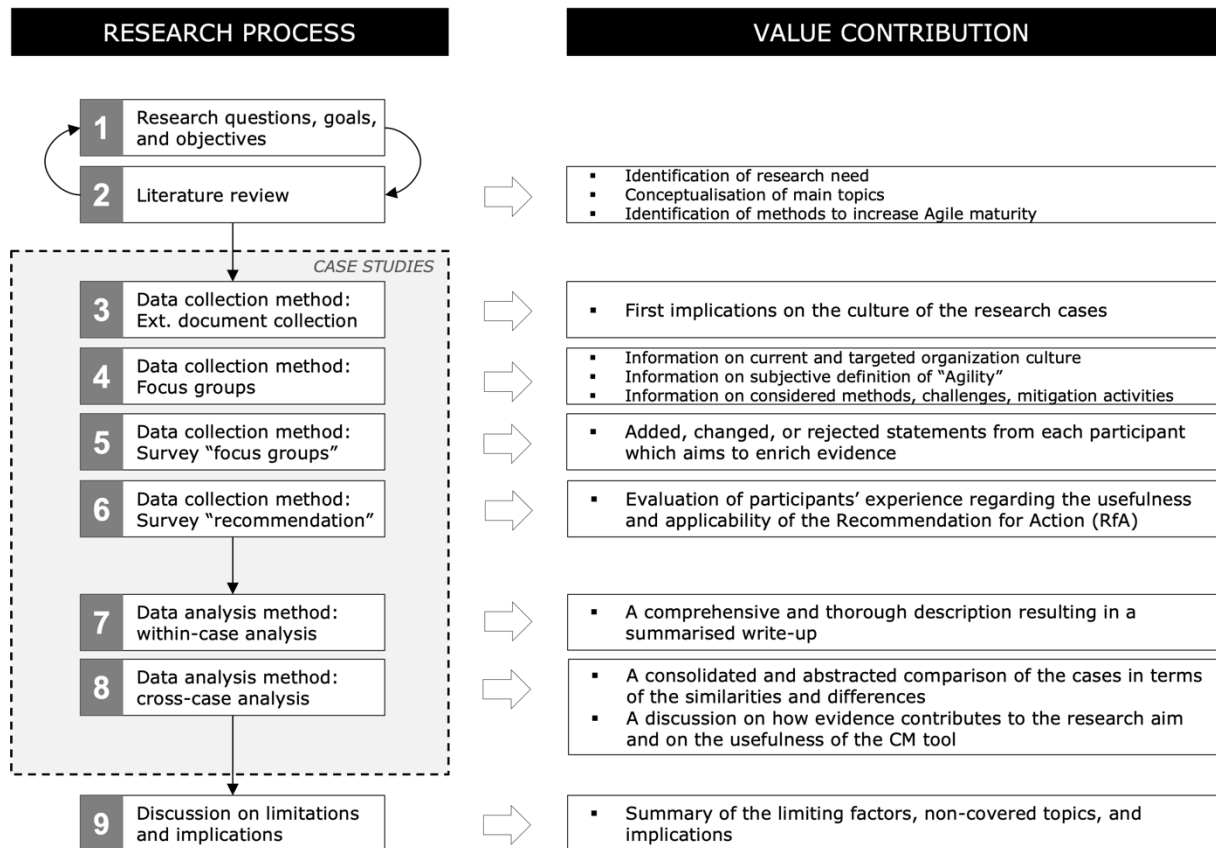 RESEARCH PROCESS
VALUE CONTRIBUTION
1
Research questions, goals,
and objectives
2
Literature review
▪ Identification of research need
▪ Conceptualisation of main topics
▪ Identification of methods to increase Agile maturity
CASE STUDIES
3
Data collection method:
Ext. document collection
▪ First implications on the culture of the research cases
4
Data collection method:
Focus groups
▪ Information on current and targeted organization culture
▪ Information on subjective definition of “Agility”
▪ Information on considered methods, challenges, mitigation activities
5
Data collection method:
Survey “focus groups”
▪ Added, changed, or rejected statements from each participant
which aims to enrich evidence
6
Data collection method:
Survey “recommendation”
▪ Evaluation of participants’ experience regarding the usefulness
and applicability of the Recommendation for Action (RfA)
7
Data analysis method:
within-case analysis
▪ A comprehensive and thorough description resulting in a
summarised write-up
8
Data analysis method:
cross-case analysis
▪ A consolidated and abstracted comparison of the cases in terms
of the similarities and differences
▪ A discussion on how evidence contributes to the research aim
and on the usefulness of the CM tool
9
Discussion on limitations
and implications
▪ Summary of the limiting factors, non-covered topics, and
implications